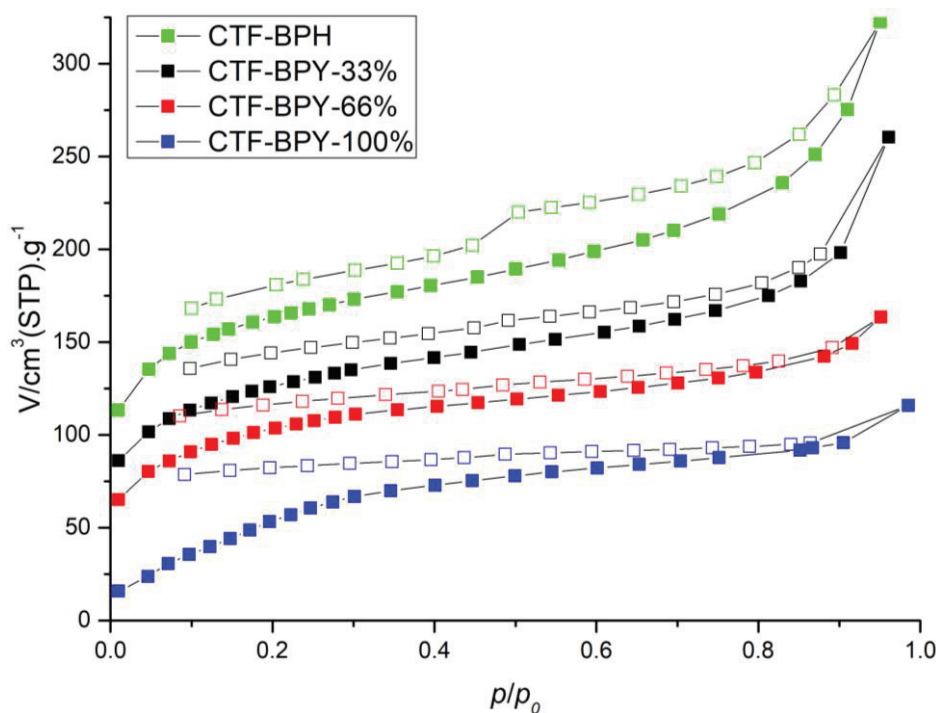 CTF-BPH
CTF-BPY-33%
CTF-BPY-66%
CTF-BPY-100%
V/cm³(STP).g⁻¹
300
250
200
150
100
50
0
0.0 0.2 0.4 0.6 0.8 1.0
p/p₀